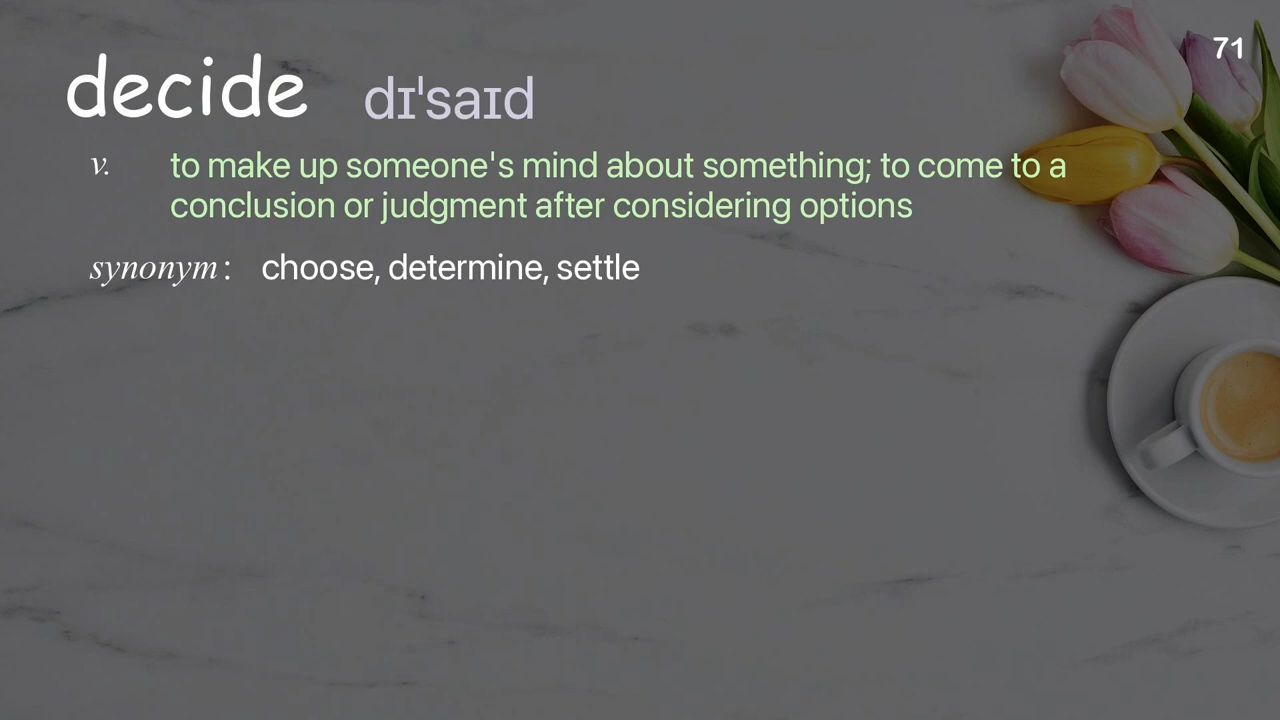 71
decide dɪˈsaɪd
v. to make up someone's mind about something; to come to a
conclusion or judgment after considering options
synonym: choose, determine, settle